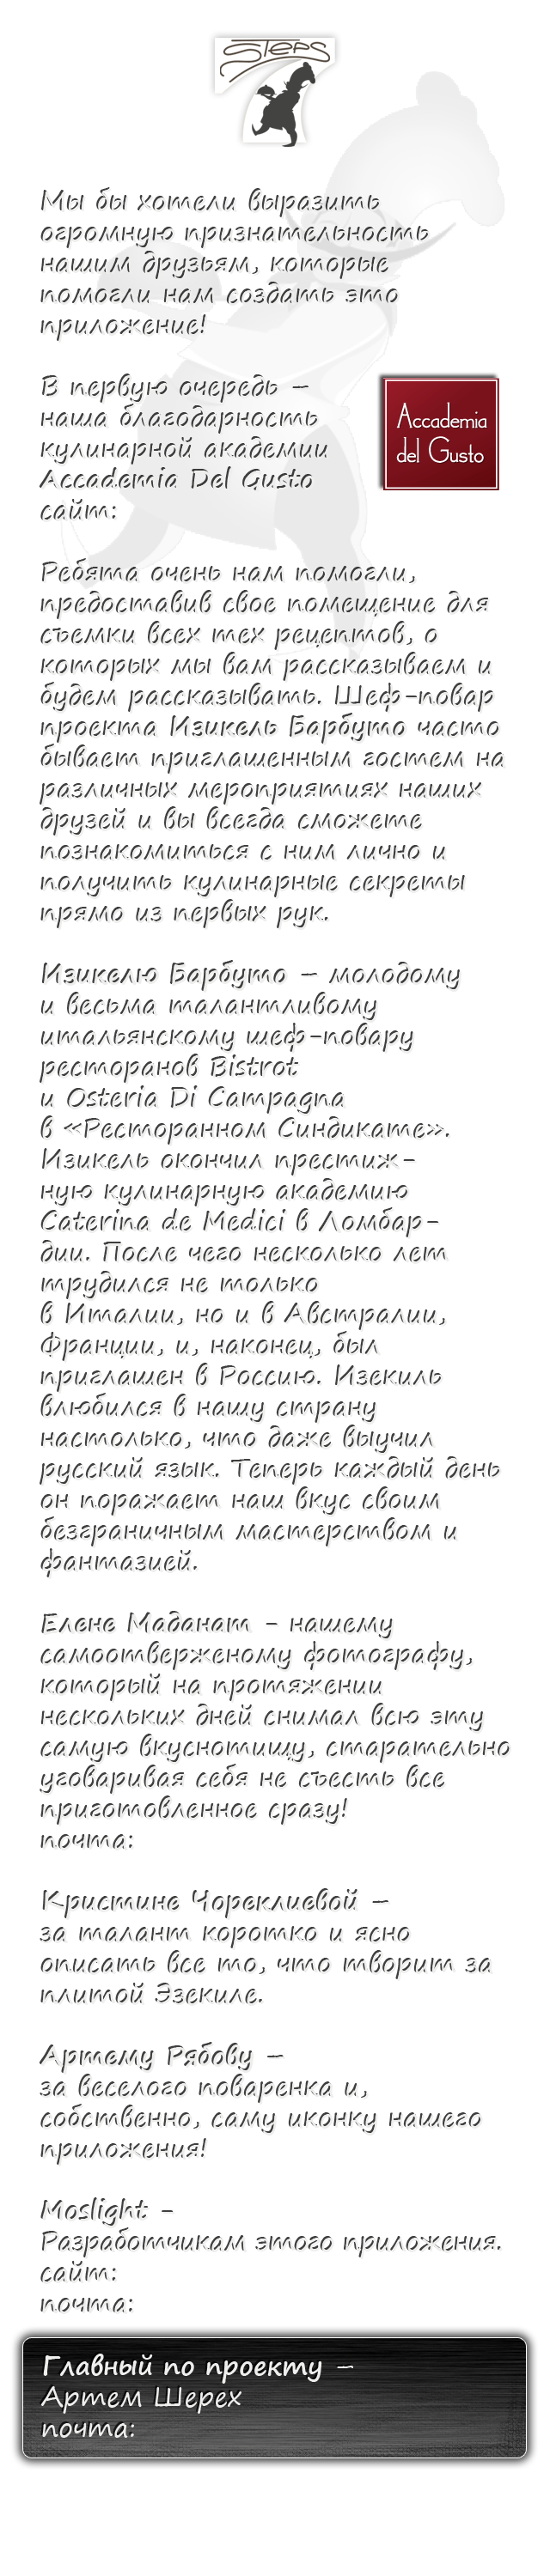 STEPS
7
Мы бы хотели выразить
огромную признательность
нашим друзьям, которые
помогли нам создать это
приложение!
В первую очередь –
наша благодарность
кулинарной академии
Accademia Del Gusto
сайт:
Accademia
del Gusto
Ребята очень нам помогли,
предоставив свое помещение для
съемки всех тех рецептов, о
которых мы вам рассказываем и
будем рассказывать. Шеф-повар
проекта Изикель Барбуто часто
бывает приглашенным гостем на
различных мероприятиях наших
друзей и вы всегда сможете
познакомиться с ним лично и
получить кулинарные секреты
прямо из первых рук.
Изикелю Барбуто – молодому
и весьма талантливому
итальянскому шеф-повару
ресторанов Bistrot
и Osteria Di Campagna
в «Ресторанном Синдикате».
Изикель окончил престиж-
ную кулинарную академию
Caterina de Medici в Ломбар-
дии. После чего несколько лет
трудился не только
в Италии, но и в Австралии,
Франции, и, наконец, был
приглашен в Россию. Изекиль
влюбился в нашу страну
настолько, что даже выучил
русский язык. Теперь каждый день
он поражает наш вкус своим
безграничным мастерством и
фантазией.
Елене Маданат - нашему
самоотверженому фотографу,
который на протяжении
нескольких дней снимал всю эту
самую вкуснотищу, старательно
уговаривая себя не съесть все
приготовленное сразу!
почта:
Кристине Чореклиевой –
за талант коротко и ясно
описать все то, что творит за
плитой Эзекиле.
Артему Рябову –
за веселого поваренка и,
собственно, саму иконку нашего
приложения!
Moslight -
Разработчикам этого приложения.
сайт:
почта:
Главный по проекту –
Артем Шерех
почта: